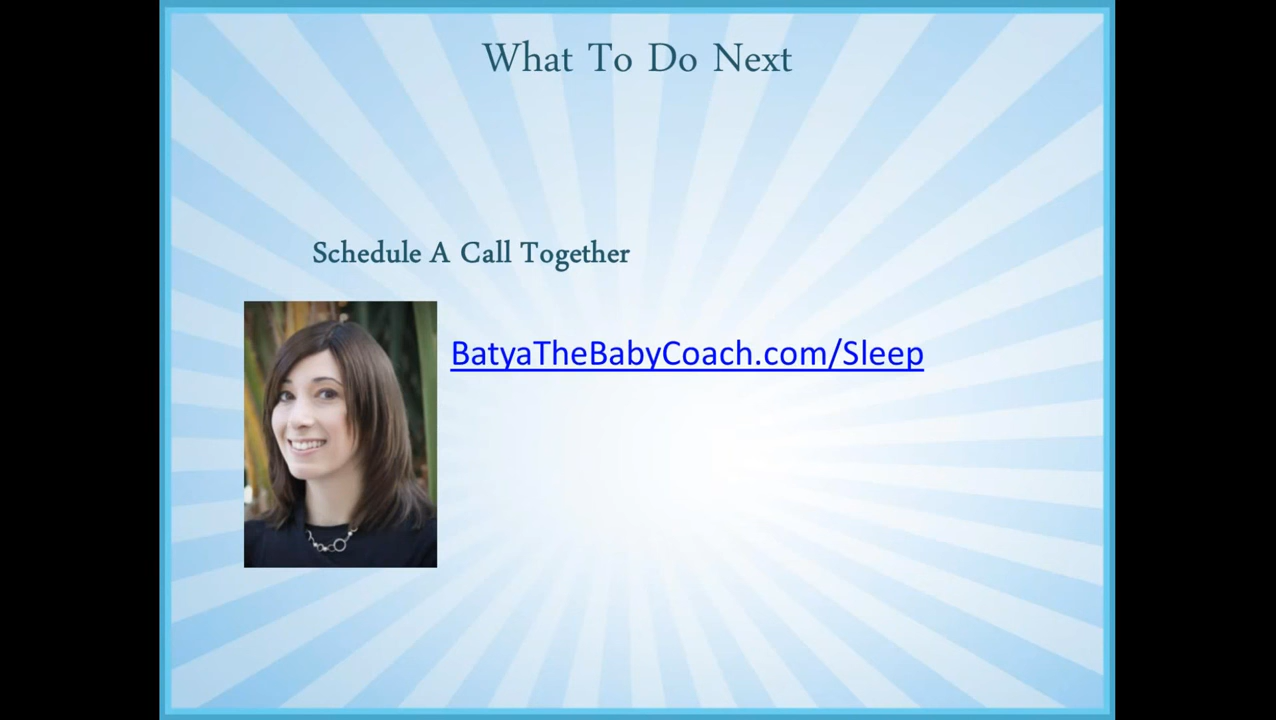 What To Do Next
Schedule A Call Together
BatyaTheBabyCoach.com/Sleep